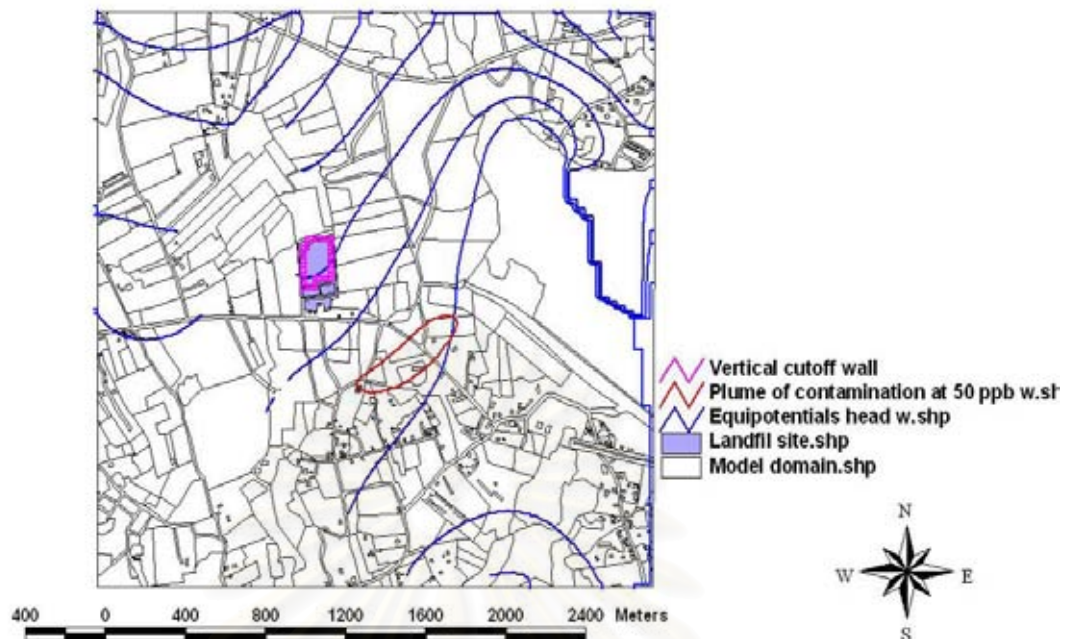 Vertical cutoff wall
Plume of contamination at 50 ppb w.sh
Equipotentials head w.shp
Landfil site.shp
Model domain.shp
N
W E
S
400 0 400 800 1200 1600 2000 2400 Meters